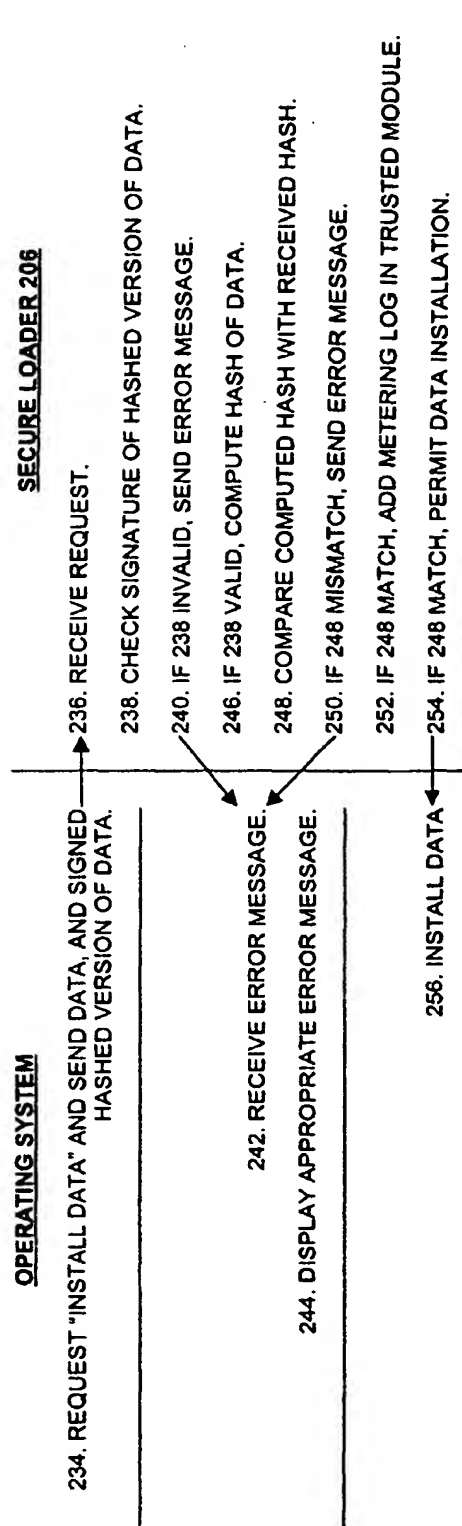 OPERATING SYSTEM
234. REQUEST "INSTALL DATA" AND SEND DATA, AND SIGNED
HASHED VERSION OF DATA.
242. RECEIVE ERROR MESSAGE.
244. DISPLAY APPROPRIATE ERROR MESSAGE.
256. INSTALL DATA
SECURE LOADER 206
236. RECEIVE REQUEST.
238. CHECK SIGNATURE OF HASHED VERSION OF DATA.
240. IF 238 INVALID, SEND ERROR MESSAGE.
246. IF 238 VALID, COMPUTE HASH OF DATA.
248. COMPARE COMPUTED HASH WITH RECEIVED HASH.
250. IF 248 MISMATCH, SEND ERROR MESSAGE.
252. IF 248 MATCH, ADD METERING LOG IN TRUSTED MODULE.
254. IF 248 MATCH, PERMIT DATA INSTALLATION.